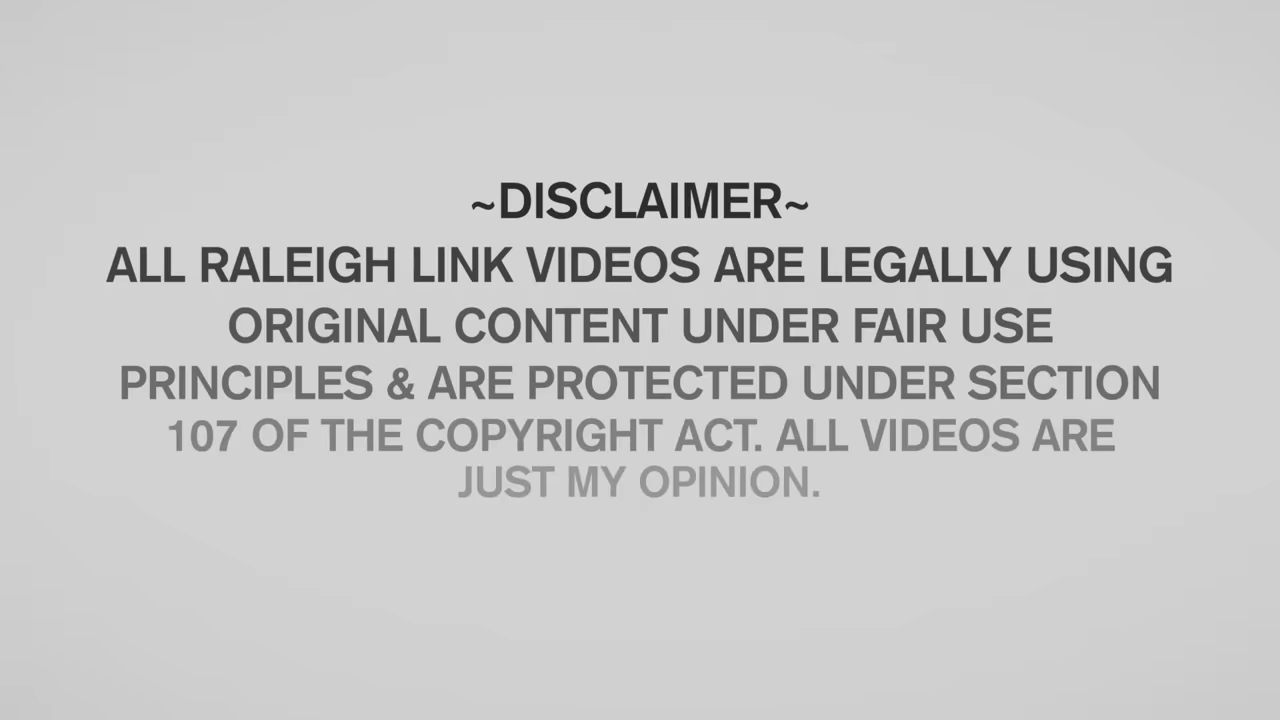 ~DISCLAIMER~
ALL RALEIGH LINK VIDEOS ARE LEGALLY USING
ORIGINAL CONTENT UNDER FAIR USE
PRINCIPLES & ARE PROTECTED UNDER SECTION
107 OF THE COPYRIGHT ACT. ALL VIDEOS ARE
JUST MY OPINION.